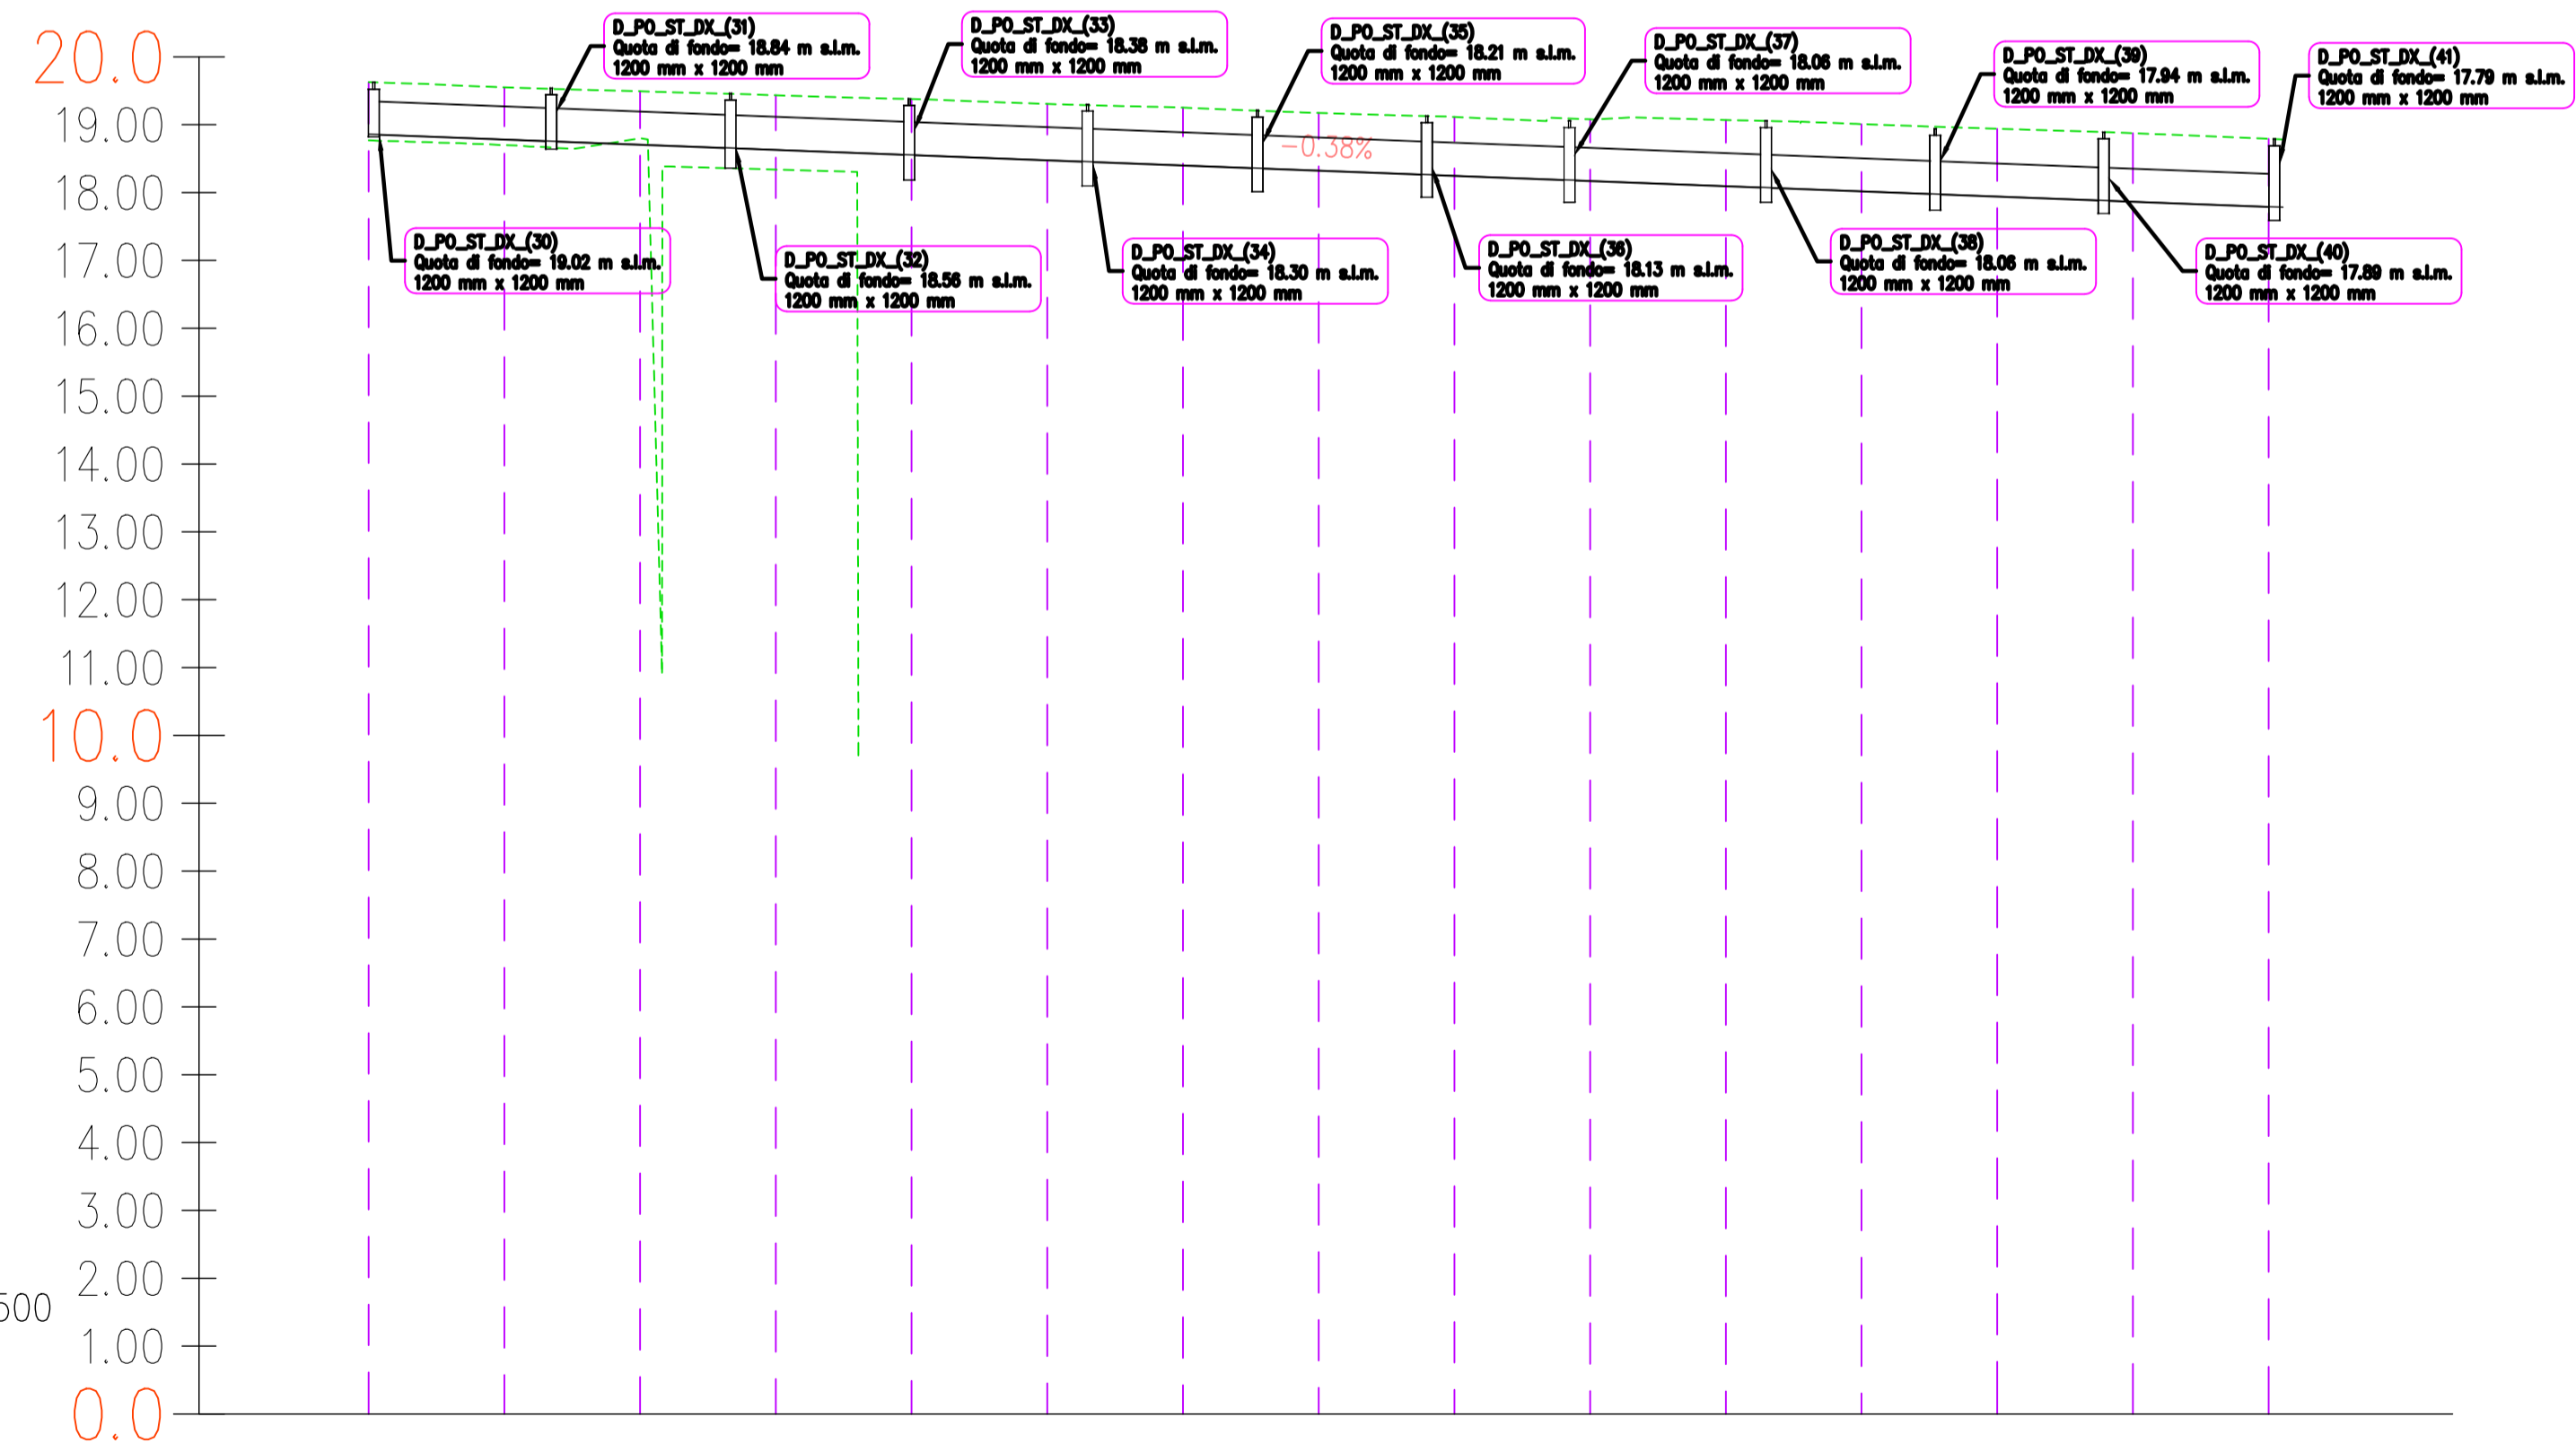 D_PO_ST_DX_(31)
Quota di fondo= 18.84 m s.l.m.
1200 mm x 1200 mm
D_PO_ST_DX_(33)
Quota di fondo= 18.38 m s.l.m.
1200 mm x 1200 mm
D_PO_ST_DX_(35)
Quota di fondo= 18.21 m s.l.m.
1200 mm x 1200 mm
D_PO_ST_DX_(37)
Quota di fondo= 18.06 m s.l.m.
1200 mm x 1200 mm
D_PO_ST_DX_(39)
Quota di fondo= 17.94 m s.l.m.
1200 mm x 1200 mm
D_PO_ST_DX_(41)
Quota di fondo= 17.79 m s.l.m.
1200 mm x 1200 mm
-0.38%
D_PO_ST_DX_(30)
Quota di fondo= 19.02 m s.l.m.
1200 mm x 1200 mm
D_PO_ST_DX_(32)
Quota di fondo= 18.56 m s.l.m.
1200 mm x 1200 mm
D_PO_ST_DX_(34)
Quota di fondo= 18.30 m s.l.m.
1200 mm x 1200 mm
D_PO_ST_DX_(36)
Quota di fondo= 18.13 m s.l.m.
1200 mm x 1200 mm
D_PO_ST_DX_(38)
Quota di fondo= 18.06 m s.l.m.
1200 mm x 1200 mm
D_PO_ST_DX_(40)
Quota di fondo= 17.89 m s.l.m.
1200 mm x 1200 mm
20.0
19.00
18.00
17.00
16.00
15.00
14.00
13.00
12.00
11.00
10.0
9.00
8.00
7.00
6.00
5.00
4.00
3.00
2.00
500
1.00
0.0